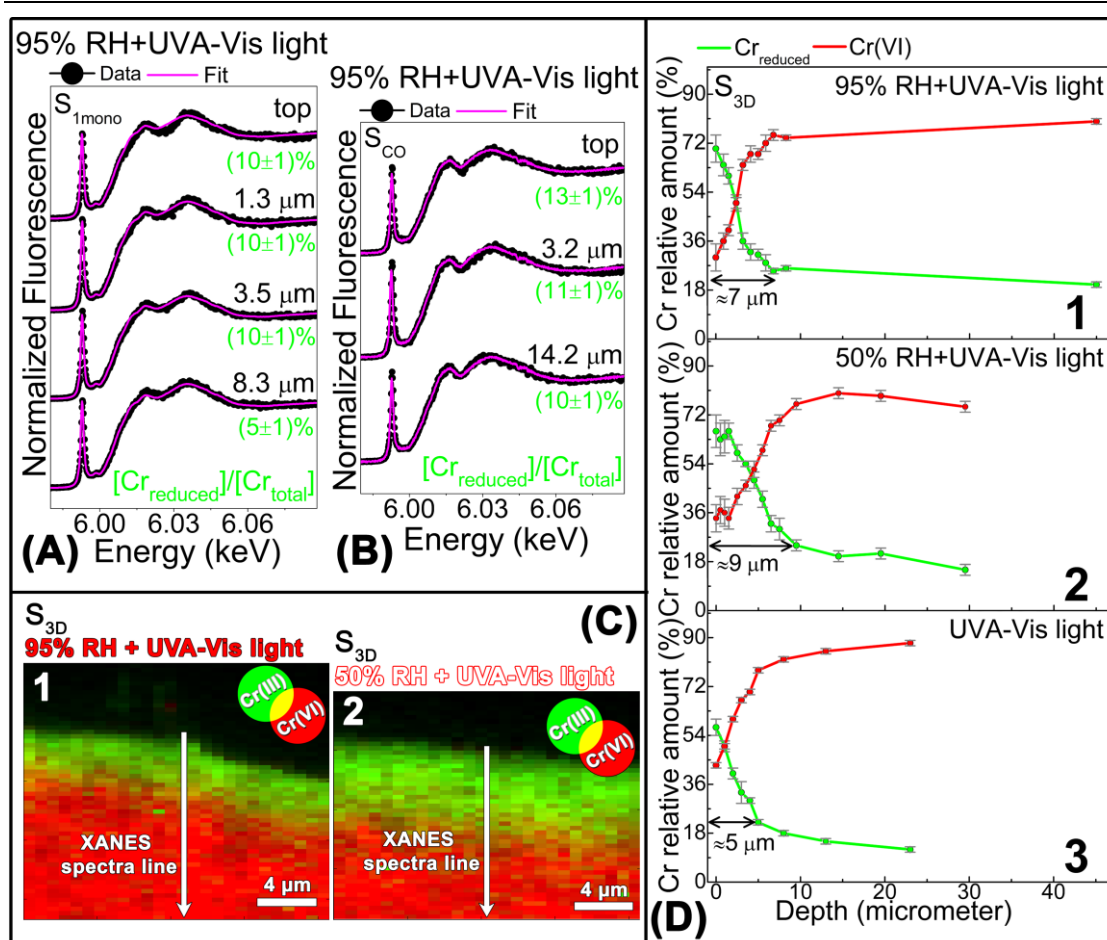 95% RH+UVA-Vis light
Data Fit
S1mono
top
(10±1)%
1.3 µm
(10±1)%
3.5 µm
(10±1)%
8.3 µm
(5±1)%
[Crreduced]/[Crtotal]
Normalized Fluorescence
6.00 6.03 6.06
Energy (keV)
(A)
95% RH+UVA-Vis light
Data Fit
SCO
top
(13±1)%
3.2 µm
(11±1)%
14.2 µm
(10±1)%
[Crreduced]/[Crtotal]
Normalized Fluorescence
6.00 6.03 6.06
Energy (keV)
(B)
(C)
S3D
95% RH + UVA-Vis light
1
Cr(III)
Cr(VI)
XANES
spectra line
4 µm
S3D
50% RH + UVA-Vis light
2
Cr(III)
Cr(VI)
XANES
spectra line
4 µm
Crreduced Cr(VI)
S3D
95% RH+UVA-Vis light
Cr relative amount (%)
90
72
54
36
18
0
≈7 µm
1
50% RH+UVA-Vis light
Cr relative amount (%)
90
72
54
36
18
0
≈9 µm
2
UVA-Vis light
Cr relative amount (%)
90
72
54
36
18
0
≈5 µm
3
0 10 20 30 40
Depth (micrometer)
(D)